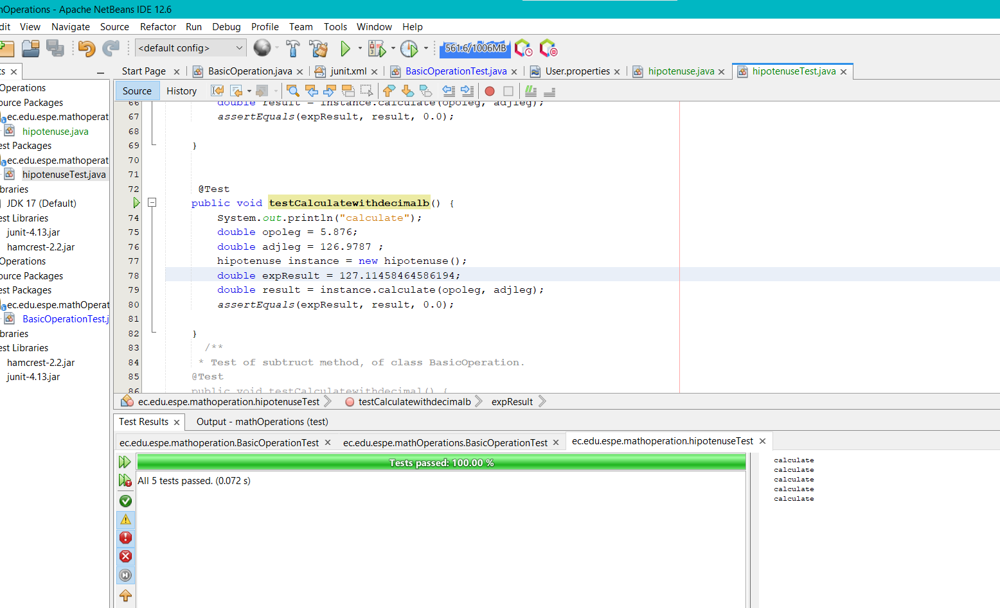 hOperations - Apache NetBeans IDE 12.6
dit View Navigate Source Refactor Run Debug Profile Team Tools Window Help
<default config> 561.6/1006MB
ts Start Page BasicOperation.java junit.xml BasicOperationTest.java User.properties hipotenuse.java hipotenuseTest.java
Source History
Operations
ource Packages
ec.edu.espe.mathoperat
hipotenuse.java
est Packages
ec.edu.espe.mathoperat
hipotenuseTest.java
braries
JDK 17 (Default)
est Libraries
junit-4.13.jar
hamcrest-2.2.jar
Operations
ource Packages
est Packages
ec.edu.espe.mathOperat
BasicOperationTest.j
braries
est Libraries
hamcrest-2.2.jar
junit-4.13.jar
66 double result = instance.calculate(opoleg, adjleg);
67 assertEquals(expResult, result, 0.0);
68
69 }
70
71
72 @Test
public void testCalculatewithdecimalb() {
74 System.out.println("calculate");
75 double opoleg = 5.876;
76 double adjleg = 126.9787 ;
77 hipotenuse instance = new hipotenuse();
78 double expResult = 127.11458464586194;
79 double result = instance.calculate(opoleg, adjleg);
80 assertEquals(expResult, result, 0.0);
81
82 }
83 /**
84 * Test of subtruct method, of class BasicOperation.
85 @Test
86 public void testCalculatewithdecimal() {
ec.edu.espe.mathoperation.hipotenuseTest testCalculatewithdecimalb expResult
Test Results Output - mathOperations (test)
ec.edu.espe.mathoperation.BasicOperationTest ec.edu.espe.mathOperations.BasicOperationTest ec.edu.espe.mathoperation.hipotenuseTest
Tests passed: 100.00 %
All 5 tests passed. (0.072 s)
calculate
calculate
calculate
calculate
calculate